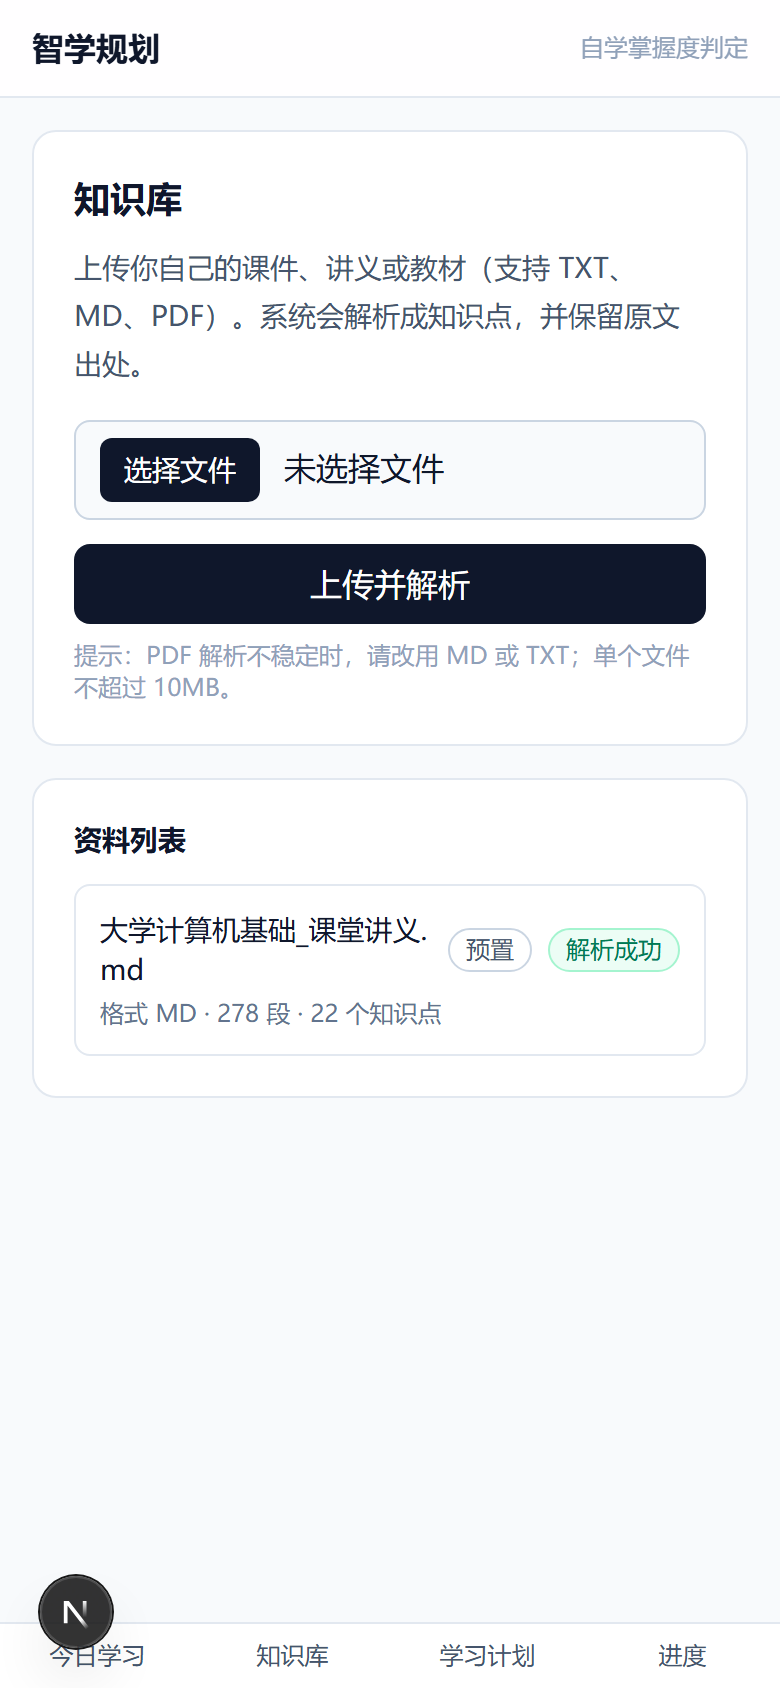 智学规划
自学掌握度判定
知识库
上传你自己的课件、讲义或教材（支持 TXT、
MD、PDF）。系统会解析成知识点，并保留原文
出处。
选择文件 未选择文件
上传并解析
提示：PDF 解析不稳定时，请改用 MD 或 TXT；单个文件
不超过 10MB。
资料列表
大学计算机基础_课堂讲义.
md
预置
解析成功
格式 MD · 278 段 · 22 个知识点
N
今日学习
知识库
学习计划
进度